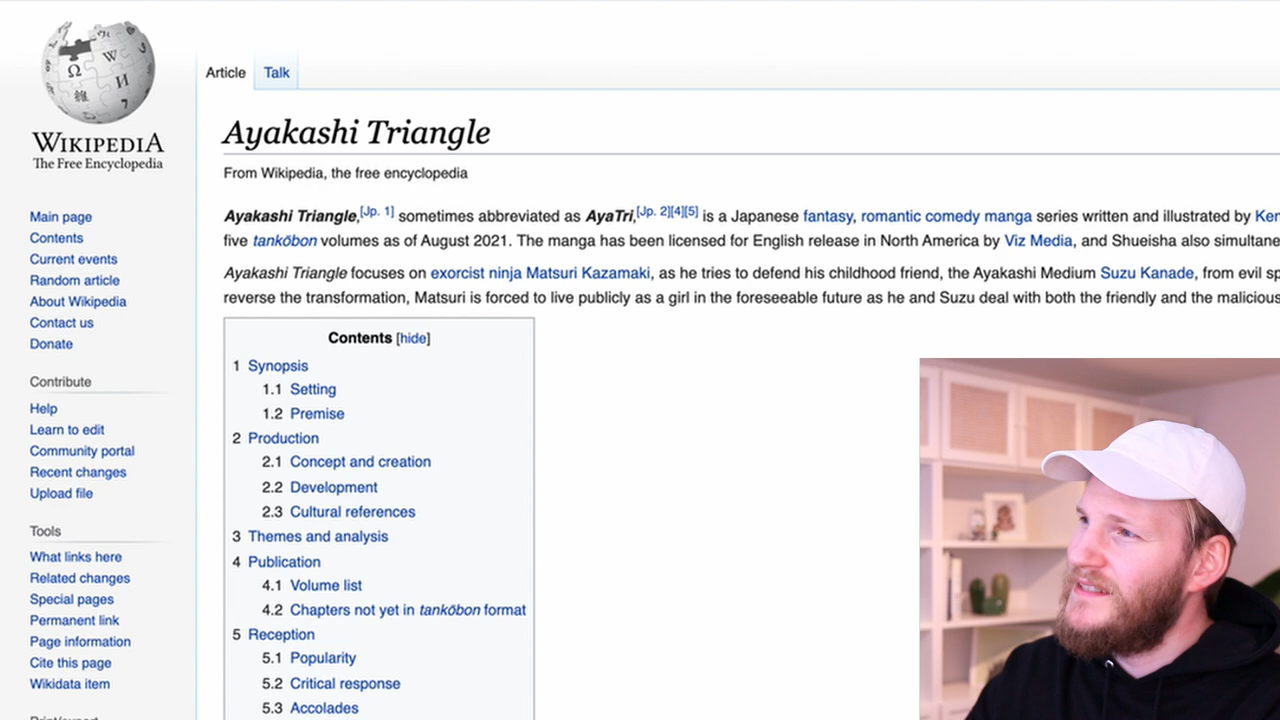 WIKIPEDIA
The Free Encyclopedia
Main page
Contents
Current events
Random article
About Wikipedia
Contact us
Donate
Contribute
Help
Learn to edit
Community portal
Recent changes
Upload file
Tools
What links here
Related changes
Special pages
Permanent link
Page information
Cite this page
Wikidata item
Print/export
Article Talk
Ayakashi Triangle
From Wikipedia, the free encyclopedia
Ayakashi Triangle,[Jp. 1] sometimes abbreviated as AyaTri,[Jp. 2][4][5] is a Japanese fantasy, romantic comedy manga series written and illustrated by
five tankōbon volumes as of August 2021. The manga has been licensed for English release in North America by Viz Media, and Shueisha also
Ayakashi Triangle focuses on exorcist ninja Matsuri Kazamaki, as he tries to defend his childhood friend, the Ayakashi Medium Suzu Kanade, from evil
reverse the transformation, Matsuri is forced to live publicly as a girl in the foreseeable future as he and Suzu deal with both the friendly and the malicious
Contents [hide]
1 Synopsis
1.1 Setting
1.2 Premise
2 Production
2.1 Concept and creation
2.2 Development
2.3 Cultural references
3 Themes and analysis
4 Publication
4.1 Volume list
4.2 Chapters not yet in tankōbon format
5 Reception
5.1 Popularity
5.2 Critical response
5.3 Accolades